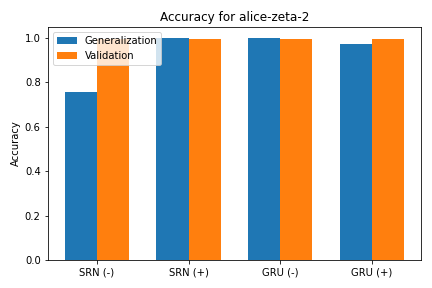 Accuracy for alice-zeta-2
Generalization
Validation
Accuracy
1.0
0.8
0.6
0.4
0.2
0.0
SRN (-)
SRN (+)
GRU (-)
GRU (+)